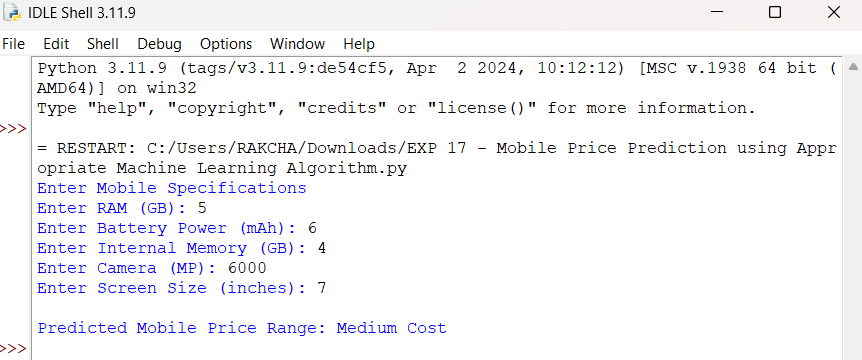 IDLE Shell 3.11.9
File Edit Shell Debug Options Window Help
Python 3.11.9 (tags/v3.11.9:de54cf5, Apr  2 2024, 10:12:12) [MSC v.1938 64 bit (
AMD64)] on win32
Type "help", "copyright", "credits" or "license()" for more information.
>>>
= RESTART: C:/Users/RAKCHA/Downloads/EXP 17 - Mobile Price Prediction using Appr
opriate Machine Learning Algorithm.py
Enter Mobile Specifications
Enter RAM (GB): 5
Enter Battery Power (mAh): 6
Enter Internal Memory (GB): 4
Enter Camera (MP): 6000
Enter Screen Size (inches): 7
Predicted Mobile Price Range: Medium Cost
>>>